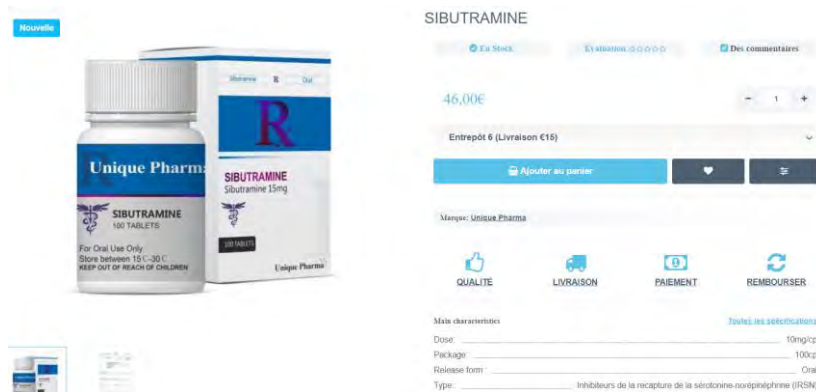 SIBUTRAMINE
Nouvelle
En Stock
Evaluation
Des commentaires
46,00€
- 1 +
Entrepôt 6 (Livraison €15)
Ajouter au panier
Marque: Unique Pharma
QUALITÉ
LIVRAISON
PAIEMENT
REMBOURSER
Main characteristics
Toutes les spécifications
Dose: 10mg/cp
Package: 100cp
Release form: Oral
Type: Inhibiteurs de la recapture de la sérotonine-norépinéphrine (IRSN)
Unique Pharma
SIBUTRAMINE
100 TABLETS
For Oral Use Only
Store between 15 C-30 C
KEEP OUT OF REACH OF CHILDREN
Sibutramine R Oral
R
SIBUTRAMINE
Sibutramine 15mg
100 TABLETS
Unique Pharma